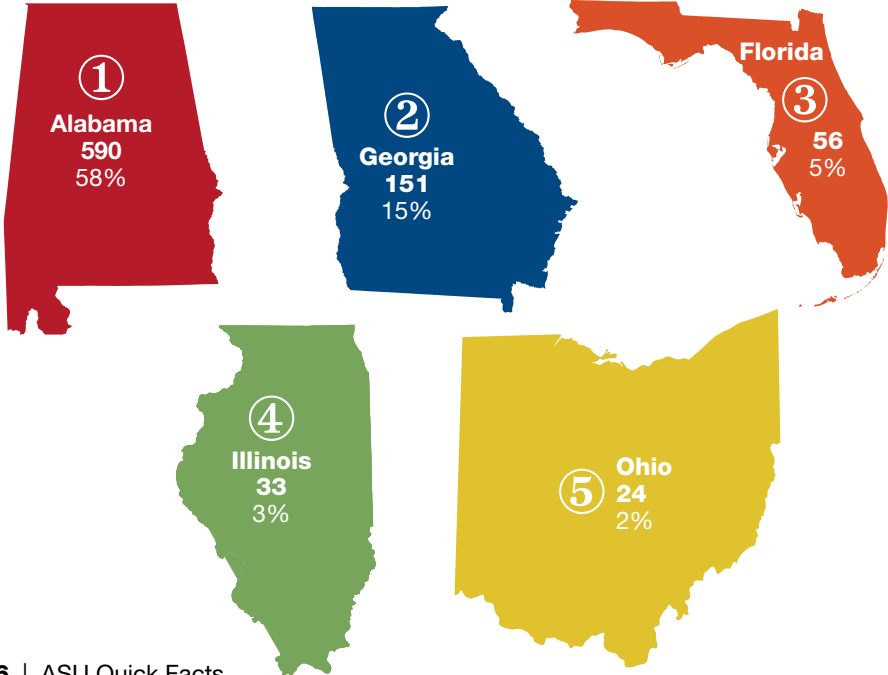 ①
Alabama
590
58%
②
Georgia
151
15%
Florida
③
56
5%
④
Illinois
33
3%
⑤
Ohio
24
2%
6 | ASU Quick Facts